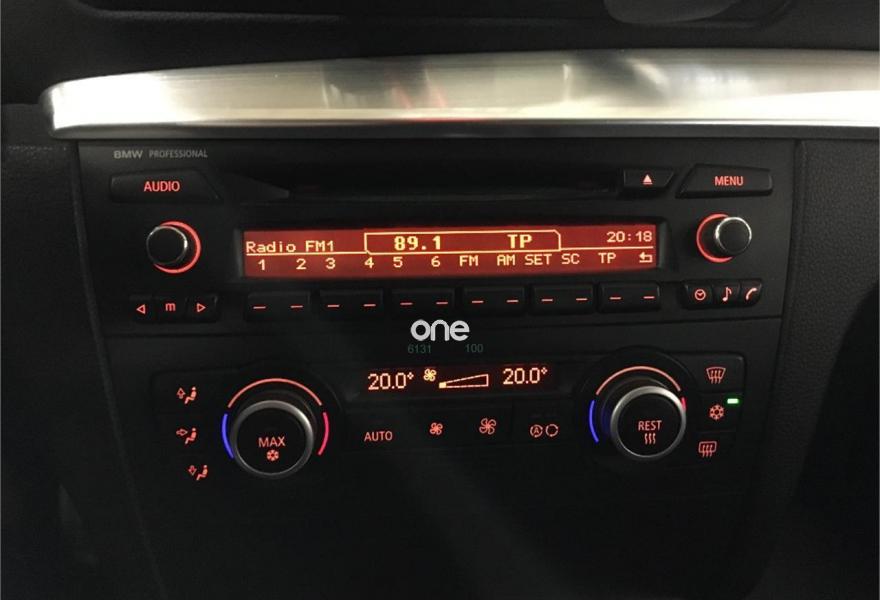 BMW PROFESSIONAL
AUDIO
MENU
Radio FM1 89.1 TP 20:18
1 2 3 4 5 6 FM AM SET SC TP
m
one
6131 100
20.0° 20.0°
MAX
AUTO
A
REST